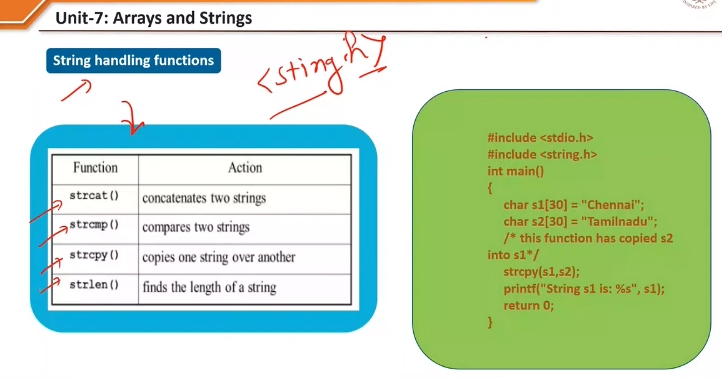 Unit-7: Arrays and Strings
String handling functions
<sting.h>
Function Action
strcat() concatenates two strings
strcmp() compares two strings
strcpy() copies one string over another
strlen() finds the length of a string
#include <stdio.h>
#include <string.h>
int main()
{
char s1[30] = "Chennai";
char s2[30] = "Tamilnadu";
/* this function has copied s2
into s1*/
strcpy(s1,s2);
printf("String s1 is: %s", s1);
return 0;
}